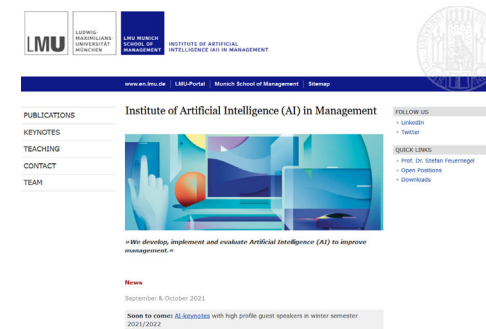 LMU
LUDWIG-
MAXIMILIANS-
UNIVERSITÄT
MÜNCHEN
LMU MUNICH
SCHOOL OF
MANAGEMENT
INSTITUTE OF ARTIFICIAL
INTELLIGENCE (AI) IN MANAGEMENT
www.en.lmu.de | LMU-Portal | Munich School of Management | Sitemap
PUBLICATIONS
KEYNOTES
TEACHING
CONTACT
TEAM
Institute of Artificial Intelligence (AI) in Management
»We develop, implement and evaluate Artificial Intelligence (AI) to improve
management.«
News
September & October 2021
Soon to come: AI-keynotes with high profile guest speakers in winter semester
2021/2022
FOLLOW US
LinkedIn
Twitter
QUICK LINKS
Prof. Dr. Stefan Feuerriegel
Open Positions
Downloads